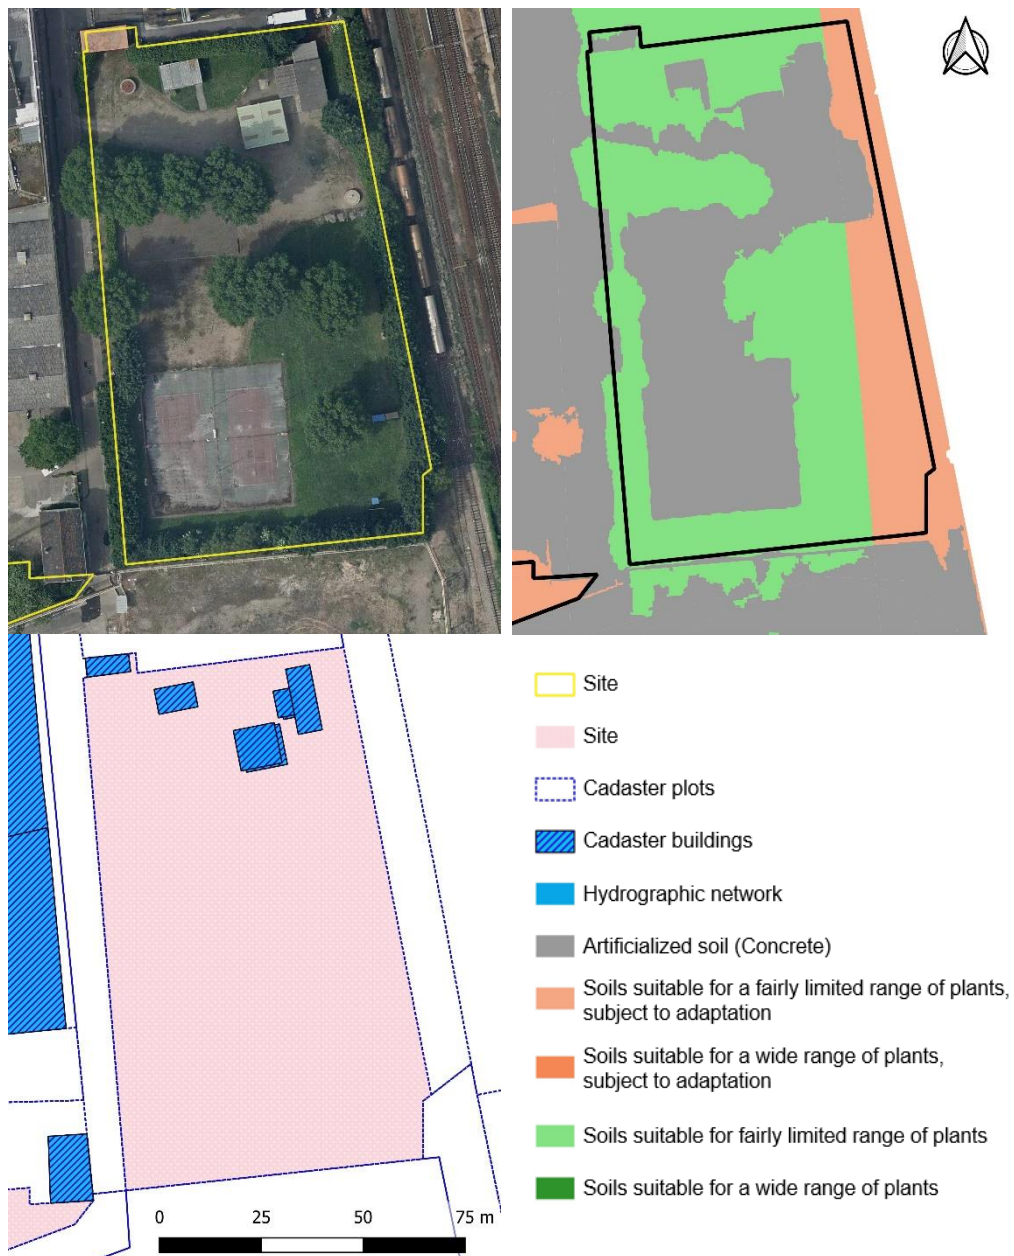 Site
Site
Cadaster plots
Cadaster buildings
Hydrographic network
Artificialized soil (Concrete)
Soils suitable for a fairly limited range of plants,
subject to adaptation
Soils suitable for a wide range of plants,
subject to adaptation
Soils suitable for fairly limited range of plants
Soils suitable for a wide range of plants
0 25 50 75 m